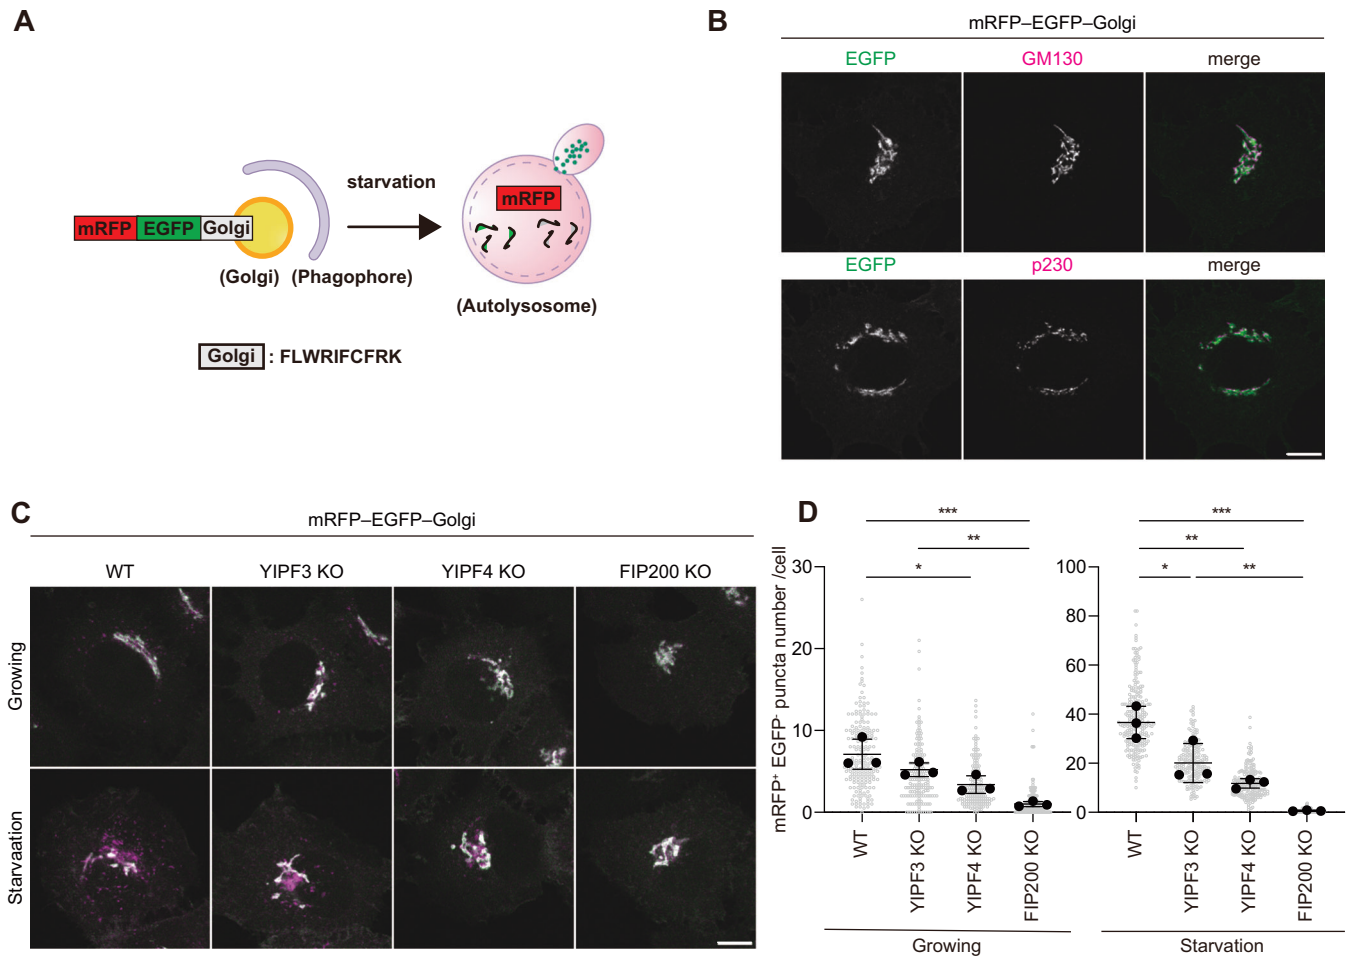 A
mRFP EGFP Golgi
(Golgi) (Phagophore)
starvation
mRFP
(Autolysosome)
Golgi : FLWRIFCFRK
B
mRFP–EGFP–Golgi
EGFP GM130 merge
EGFP p230 merge
C
mRFP–EGFP–Golgi
WT YIPF3 KO YIPF4 KO FIP200 KO
Growing
Starvaation
D
mRFP⁺ EGFP⁻ puncta number /cell
30
20
10
0
***
**
*
WT YIPF3 KO YIPF4 KO FIP200 KO
Growing
100
80
60
40
20
0
***
**
* **
WT YIPF3 KO YIPF4 KO FIP200 KO
Starvation